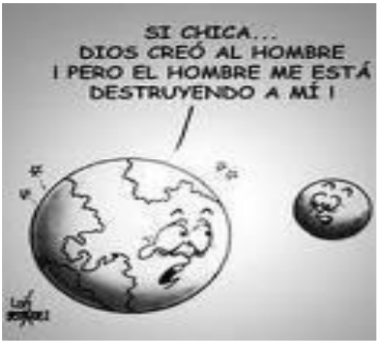 SI CHICA...
DIOS CREÓ AL HOMBRE
¡ PERO EL HOMBRE ME ESTÁ
DESTRUYENDO A MÍ !